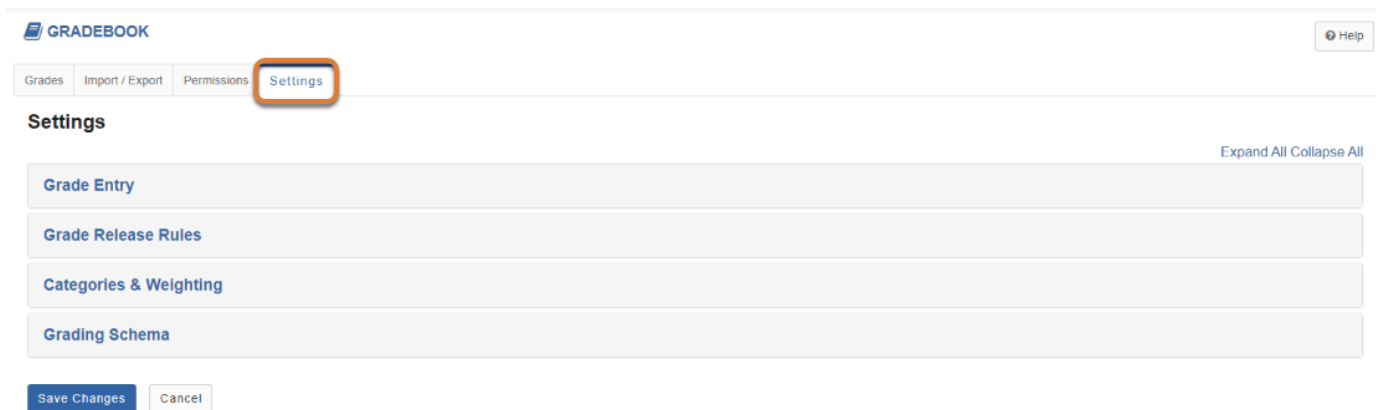 GRADEBOOK
Help
Grades Import / Export Permissions Settings
Settings
Expand All Collapse All
Grade Entry
Grade Release Rules
Categories & Weighting
Grading Schema
Save Changes Cancel